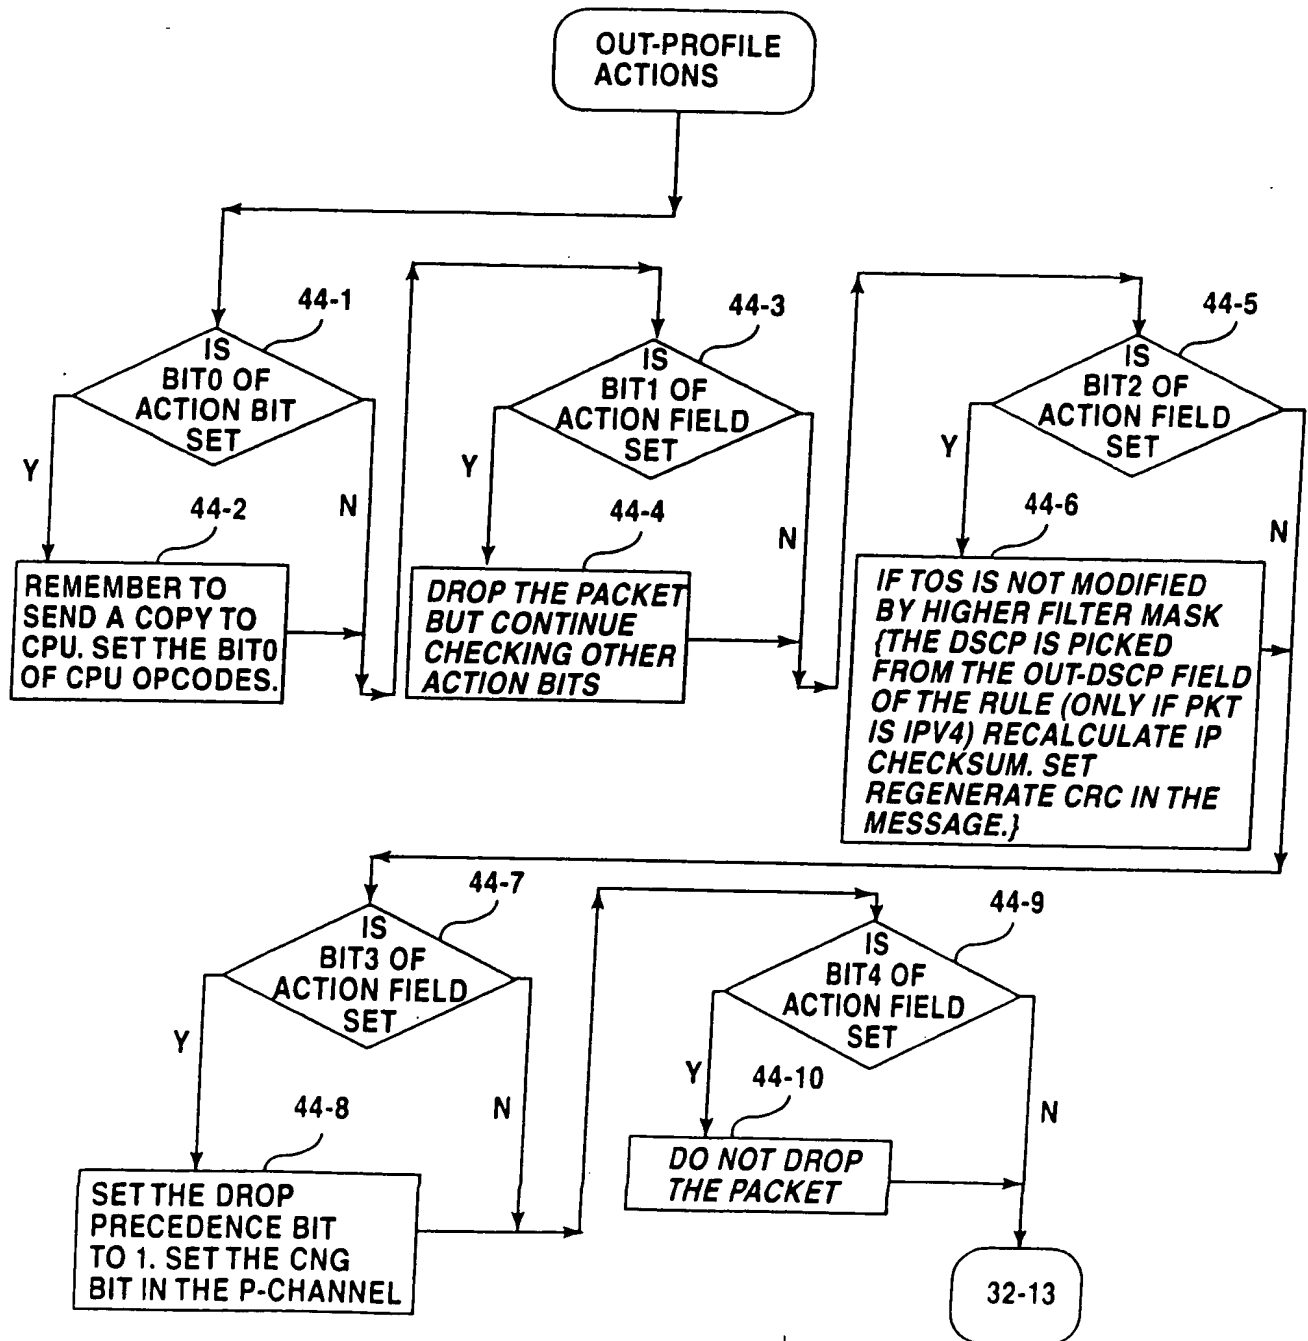 OUT-PROFILE
ACTIONS
44-1
IS
BIT0 OF
ACTION BIT
SET
Y
N
44-2
REMEMBER TO
SEND A COPY TO
CPU. SET THE BIT0
OF CPU OPCODES.
44-3
IS
BIT1 OF
ACTION FIELD
SET
Y
N
44-4
DROP THE PACKET
BUT CONTINUE
CHECKING OTHER
ACTION BITS
44-5
IS
BIT2 OF
ACTION FIELD
SET
Y
N
44-6
IF TOS IS NOT MODIFIED
BY HIGHER FILTER MASK
{THE DSCP IS PICKED
FROM THE OUT-DSCP FIELD
OF THE RULE (ONLY IF PKT
IS IPV4) RECALCULATE IP
CHECKSUM. SET
REGENERATE CRC IN THE
MESSAGE.}
44-7
IS
BIT3 OF
ACTION FIELD
SET
Y
N
44-8
SET THE DROP
PRECEDENCE BIT
TO 1. SET THE CNG
BIT IN THE P-CHANNEL
44-9
IS
BIT4 OF
ACTION FIELD
SET
Y
N
44-10
DO NOT DROP
THE PACKET
32-13